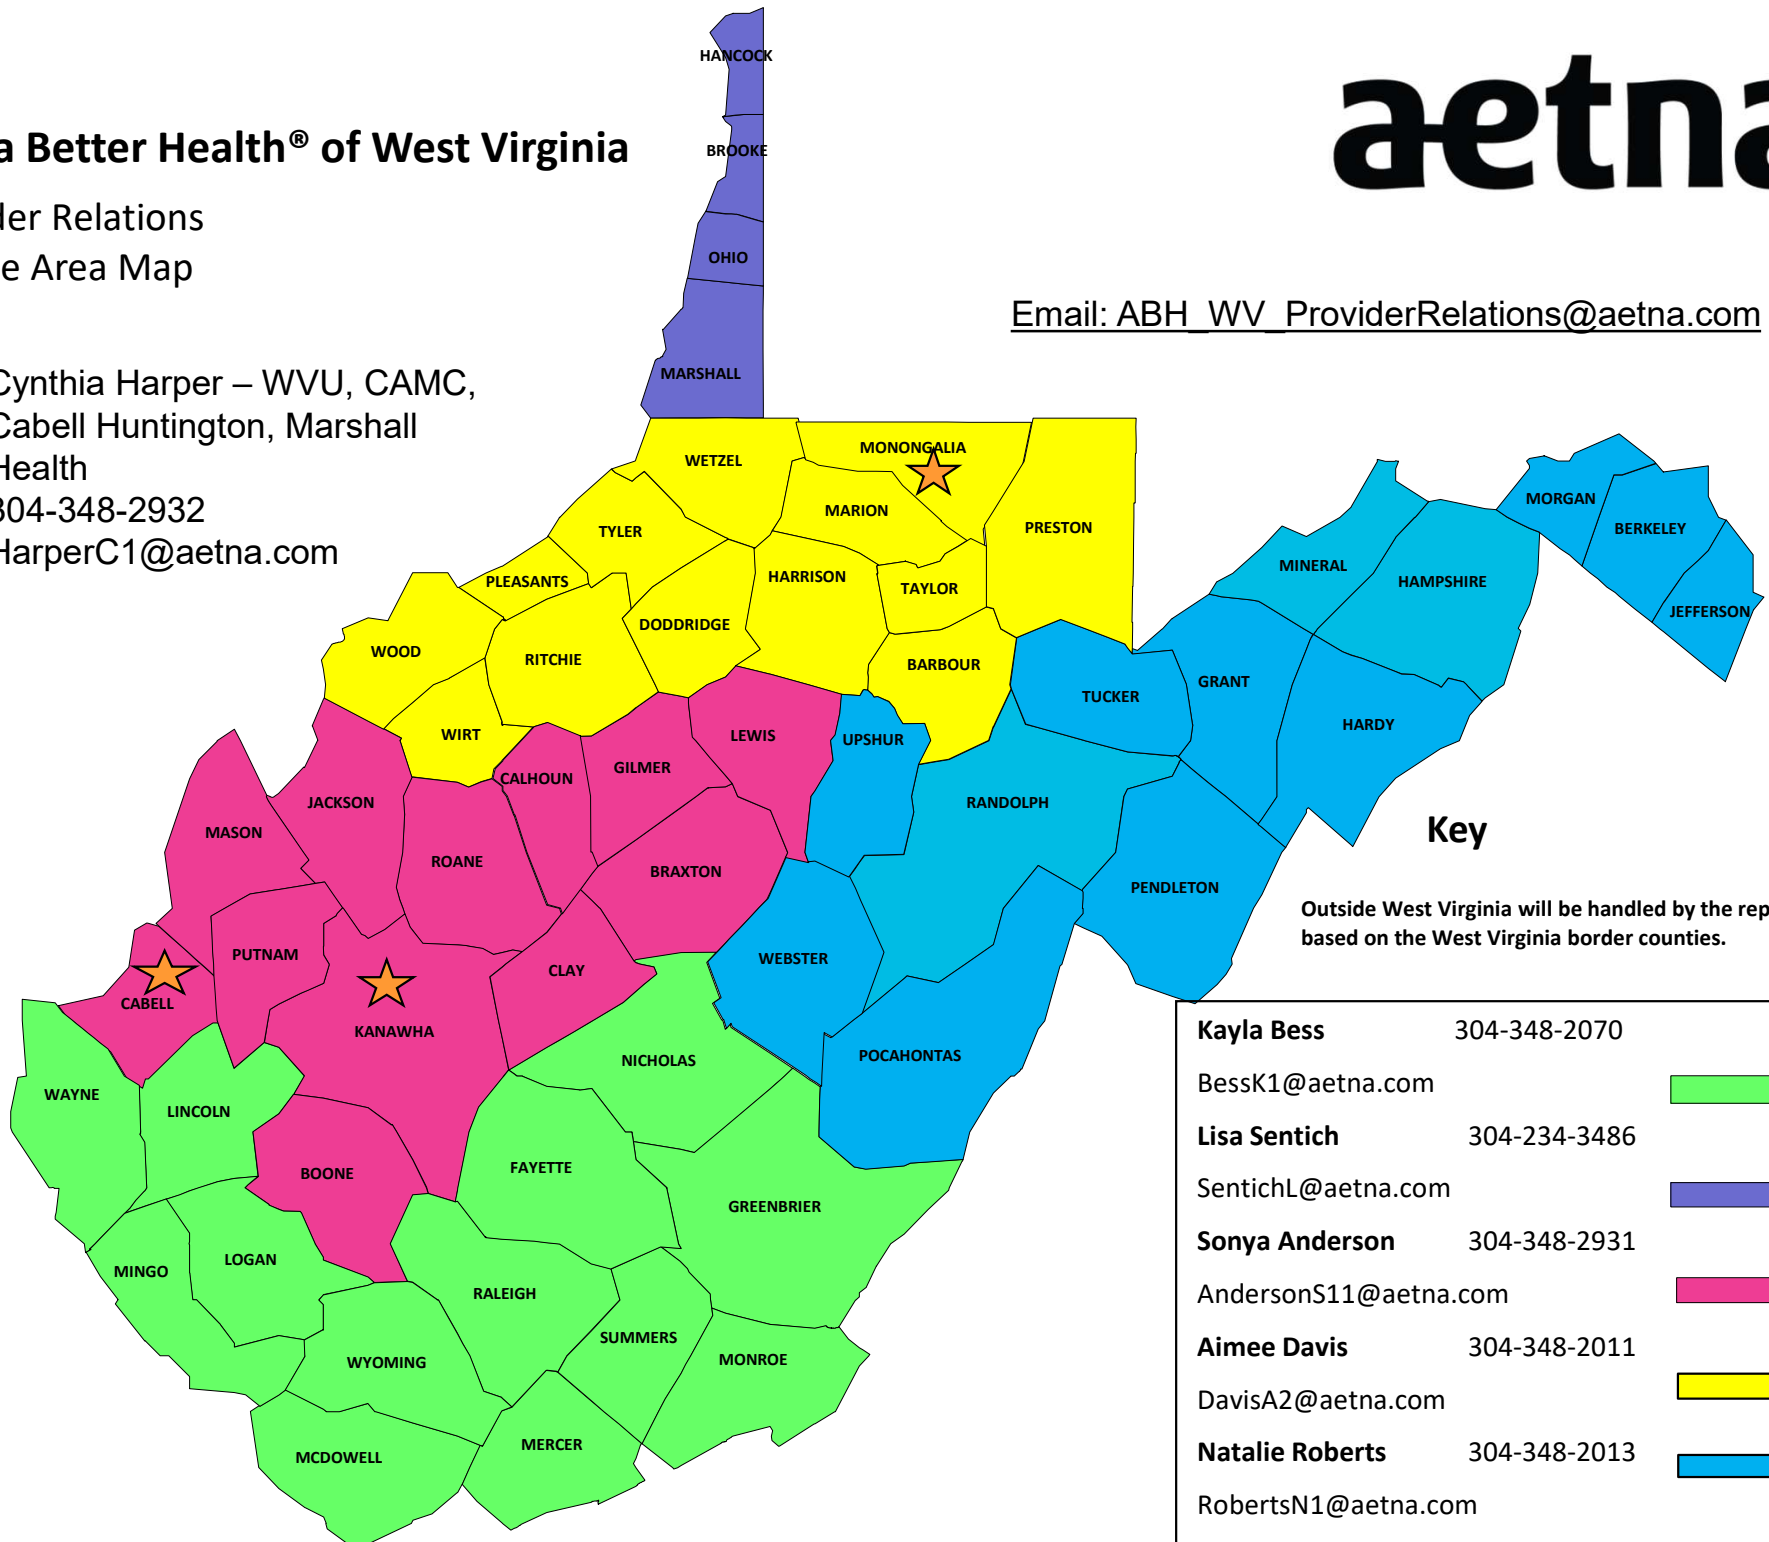 a Better Health® of West Virginia
der Relations
e Area Map
aetna
Email: ABH_WV_ProviderRelations@aetna.com
Cynthia Harper – WVU, CAMC,
Cabell Huntington, Marshall
Health
304-348-2932
HarperC1@aetna.com
HANCOCK
BROOKE
OHIO
MARSHALL
WETZEL
MONONGALIA
MARION
PRESTON
TYLER
PLEASANTS
HARRISON
TAYLOR
DODDRIDGE
WOOD
RITCHIE
BARBOUR
WIRT
MORGAN
BERKELEY
JEFFERSON
MINERAL
HAMPSHIRE
GRANT
TUCKER
HARDY
UPSHUR
LEWIS
GILMER
CALHOUN
RANDOLPH
JACKSON
MASON
ROANE
BRAXTON
PENDLETON
PUTNAM
CLAY
WEBSTER
CABELL
KANAWHA
POCAHONTAS
NICHOLAS
WAYNE
LINCOLN
BOONE
FAYETTE
GREENBRIER
LOGAN
MINGO
RALEIGH
SUMMERS
WYOMING
MONROE
MERCER
MCDOWELL
Key
Outside West Virginia will be handled by the rep
based on the West Virginia border counties.
Kayla Bess 304-348-2070
BessK1@aetna.com
Lisa Sentich 304-234-3486
SentichL@aetna.com
Sonya Anderson 304-348-2931
AndersonS11@aetna.com
Aimee Davis 304-348-2011
DavisA2@aetna.com
Natalie Roberts 304-348-2013
RobertsN1@aetna.com